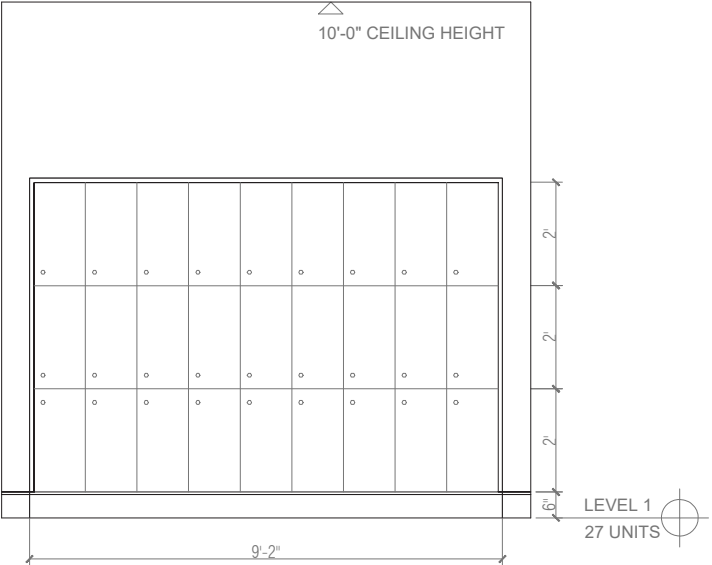 10'-0" CEILING HEIGHT
2'
2'
2'
6"
LEVEL 1
27 UNITS
9'-2"